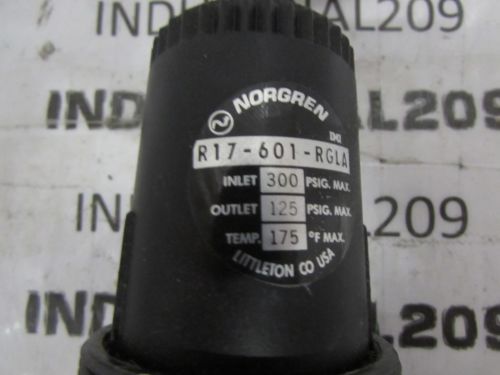 INDUSTRIAL209
NORGREN
IMI
R17-601-RGLA
INLET 300 PSIG. MAX.
OUTLET 125 PSIG. MAX.
TEMP. 175 °F MAX.
LITTLETON CO USA